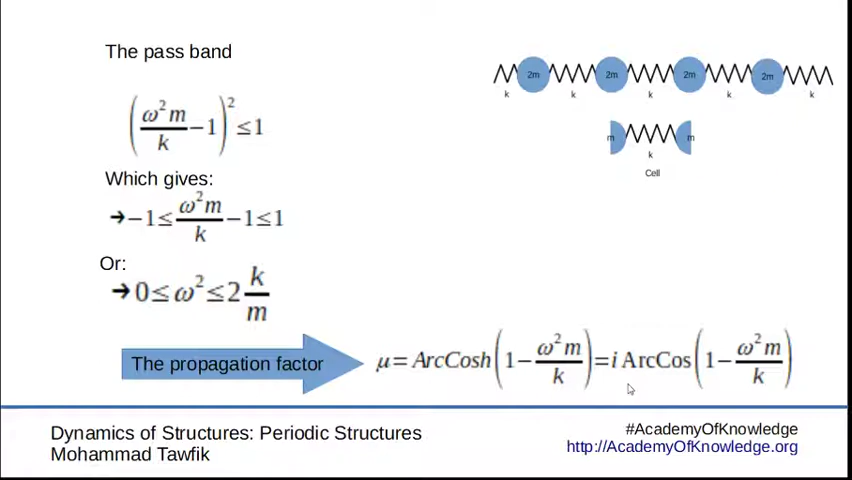 The pass band
(ω²m/k −1)² ≤1
Which gives:
➔−1≤ ω²m/k −1≤1
Or:
➔0≤ω²≤2 k/m
2m 2m 2m 2m
k k k k k
m m
k
Cell
The propagation factor
μ=ArcCosh(1−ω²m/k)=i ArcCos(1−ω²m/k)
Dynamics of Structures: Periodic Structures
Mohammad Tawfik
#AcademyOfKnowledge
http://AcademyOfKnowledge.org